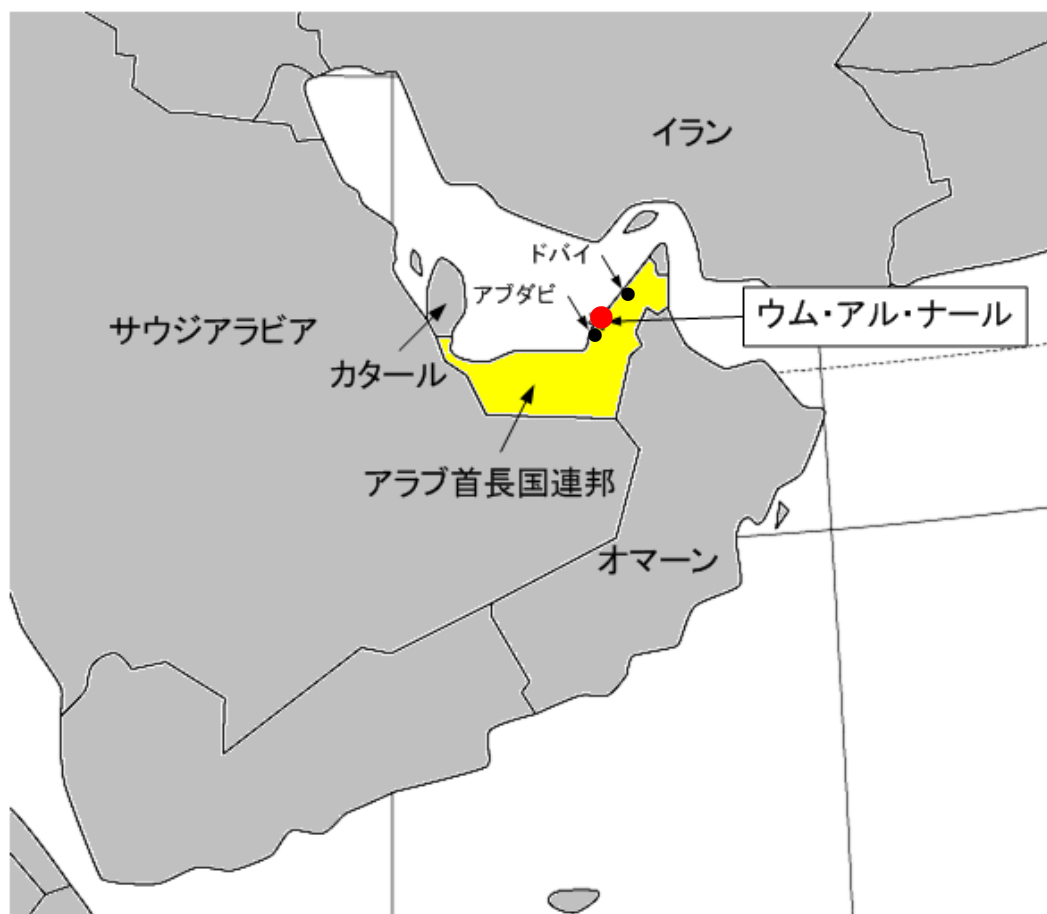 イラン
ドバイ
アブダビ
ウム・アル・ナール
サウジアラビア
カタール
アラブ首長国連邦
オマーン